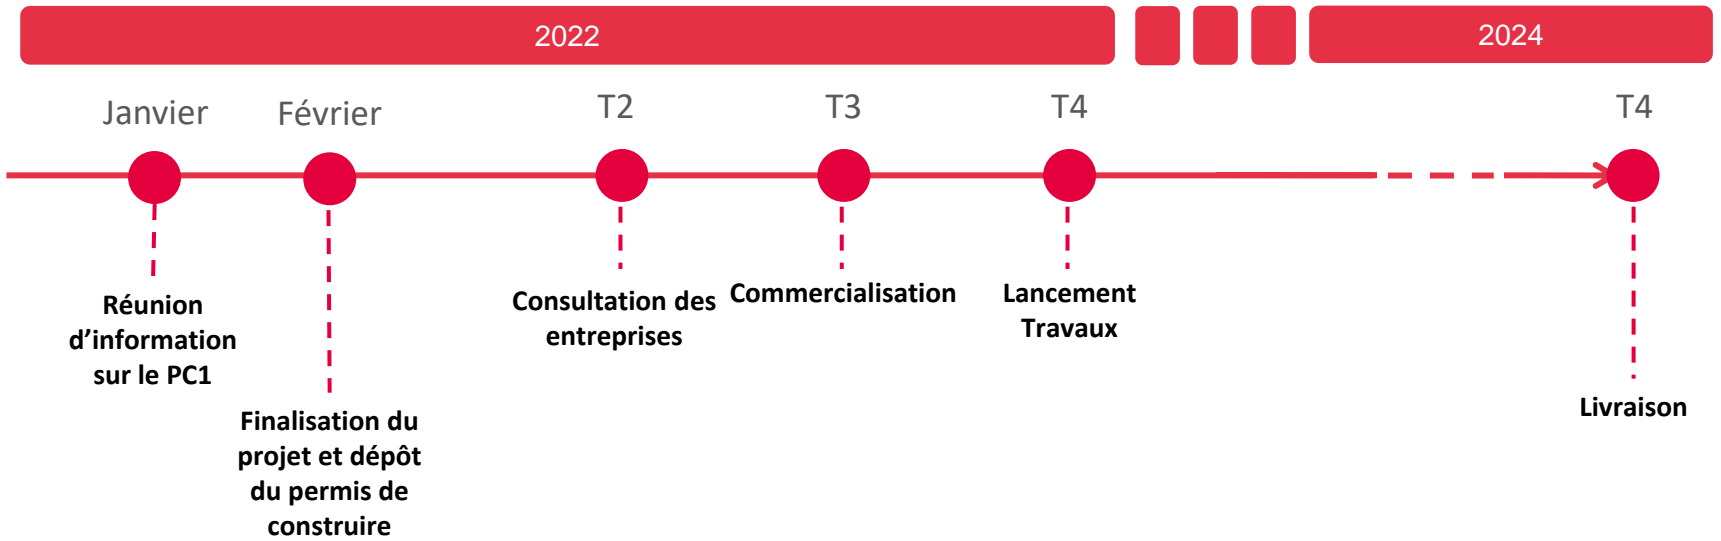 2022
2024
Janvier
Février
T2
T3
T4
T4
Réunion
d’information
sur le PC1
Finalisation du
projet et dépôt
du permis de
construire
Consultation des
entreprises
Commercialisation
Lancement
Travaux
Livraison